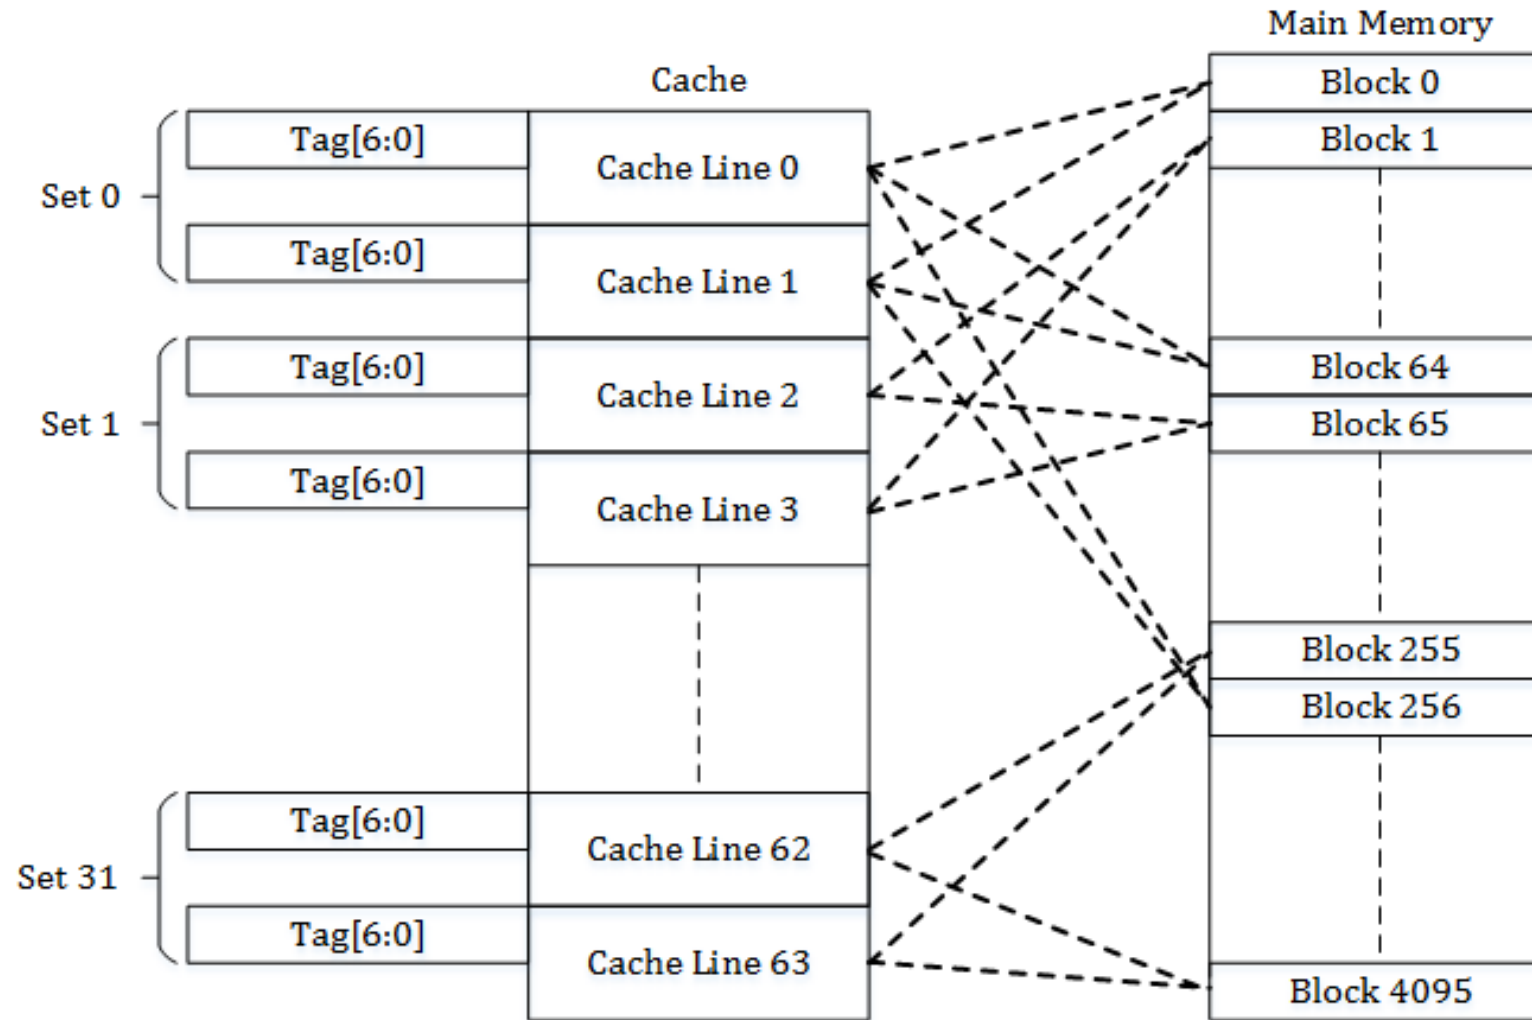 Main Memory
Cache
Block 0
Tag[6:0]
Block 1
Cache Line 0
Set 0
Tag[6:0]
Cache Line 1
Tag[6:0]
Block 64
Cache Line 2
Set 1
Block 65
Tag[6:0]
Cache Line 3
Block 255
Block 256
Tag[6:0]
Cache Line 62
Set 31
Tag[6:0]
Cache Line 63
Block 4095